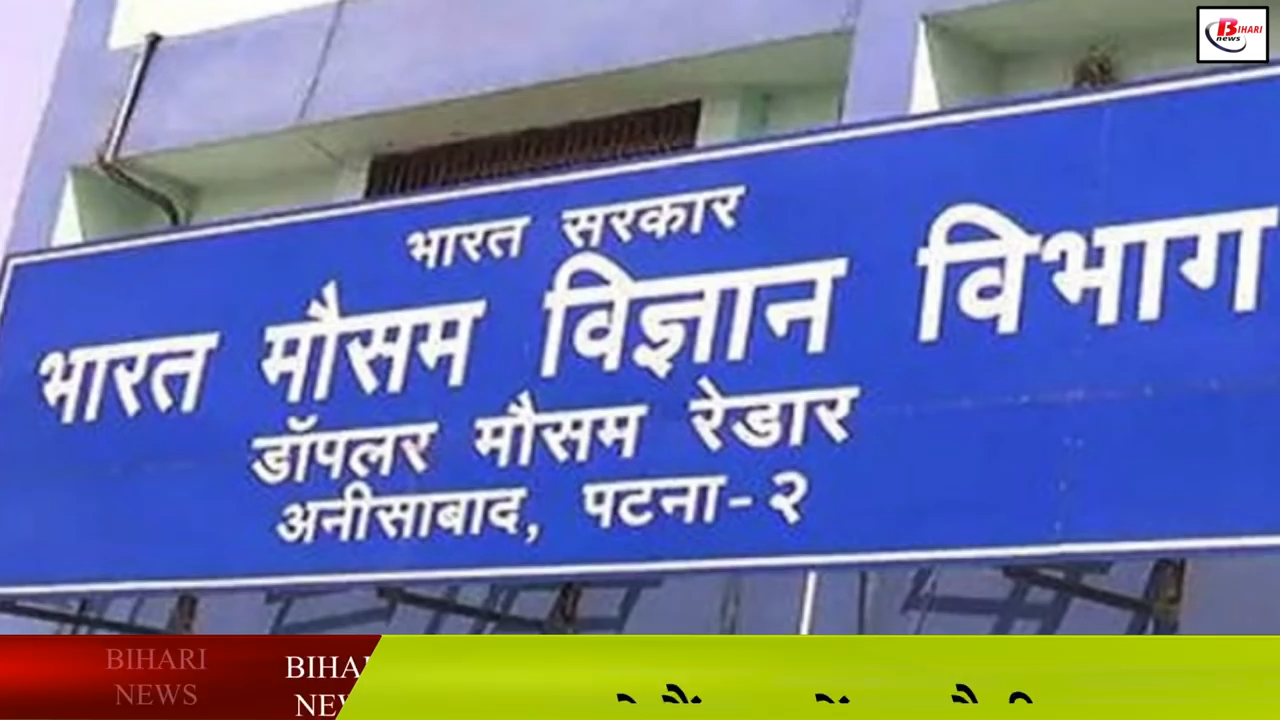 BIHARI
news
भारत सरकार
भारत मौसम विज्ञान विभाग
डॉपलर मौसम रेडार
अनीसाबाद, पटना-२
BIHARI
NEWS